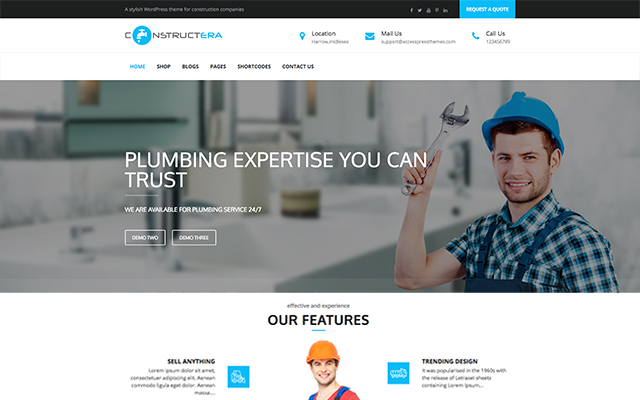 A stylish WordPress theme for construction companies
REQUEST A QUOTE
CONSTRUCTERA
Location
Harrow,midlesex
Mail Us
support@accesspressthemes.com
Call Us
123456789
HOME SHOP BLOGS PAGES SHORTCODES CONTACT US
PLUMBING EXPERTISE YOU CAN
TRUST
WE ARE AVAILABLE FOR PLUMBING SERVICE 24/7
DEMO TWO DEMO THREE
effective and experience
OUR FEATURES
SELL ANYTHING
Lorem ipsum dolor sit amet,
consectetuer adipiscing elit. Aenean
commodo ligula eget dolor. Aenean
massa....
TRENDING DESIGN
It was popularised in the 1960s with
the release of Letraset sheets
containing Lorem Ipsum....